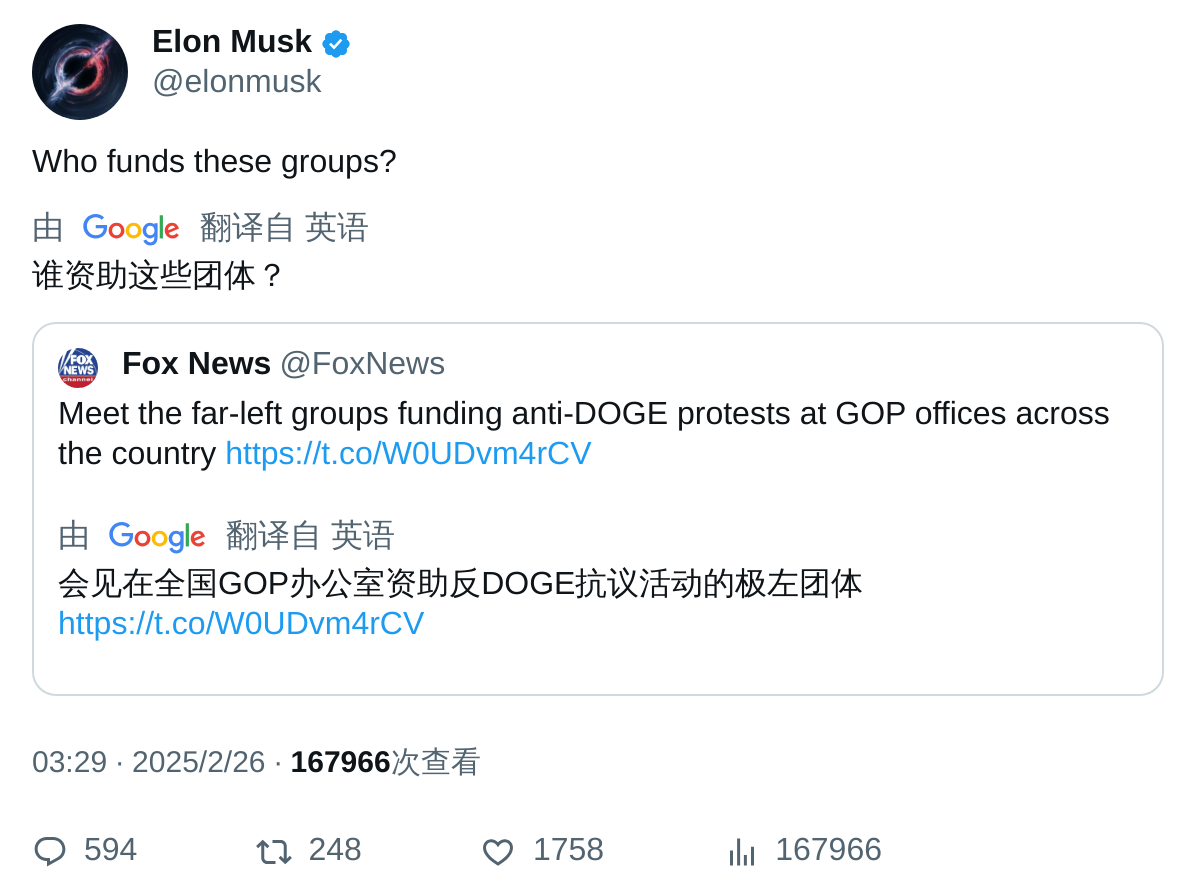 Elon Musk
@elonmusk
Who funds these groups?
由 Google 翻译自 英语
谁资助这些团体？
FOX NEWS channel
Fox News @FoxNews
Meet the far-left groups funding anti-DOGE protests at GOP offices across
the country https://t.co/W0UDvm4rCV
由 Google 翻译自 英语
会见在全国GOP办公室资助反DOGE抗议活动的极左团体
https://t.co/W0UDvm4rCV
03:29 · 2025/2/26 · 167966次查看
594 248 1758 167966